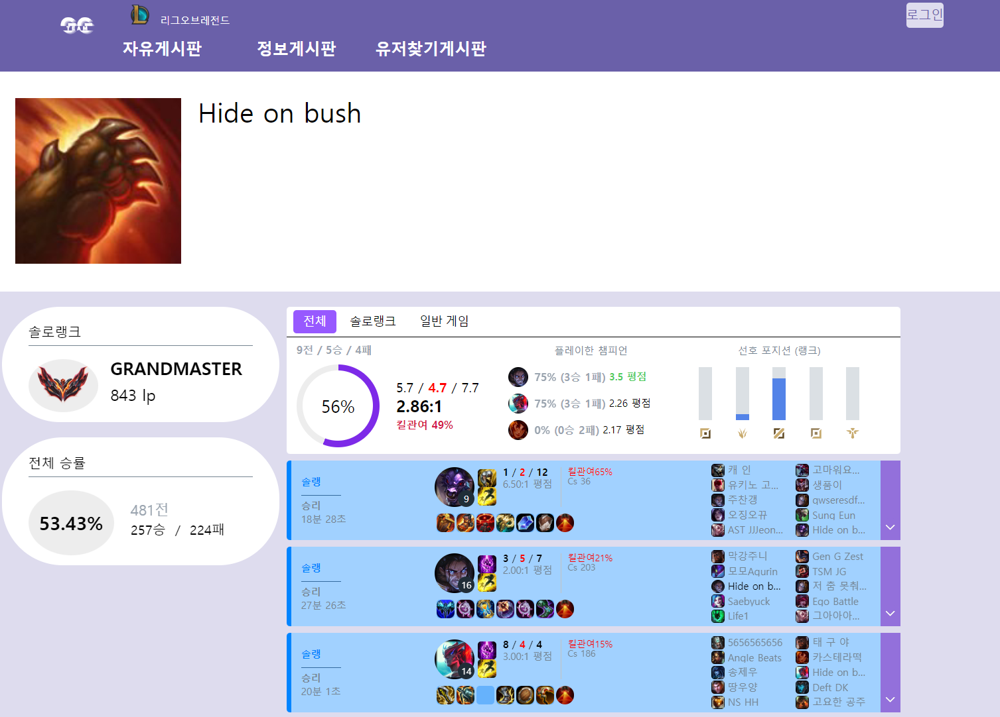 GG
TEAM
리그오브레전드
로그인
자유게시판
정보게시판
유저찾기게시판
Hide on bush
솔로랭크
GRANDMASTER
843 lp
전체 승률
53.43%
481전
257승 / 224패
전체
솔로랭크
일반 게임
9전 / 5승 / 4패
56%
5.7 / 4.7 / 7.7
2.86:1
킬관여 49%
플레이한 챔피언
75% (3승 1패) 3.5 평점
75% (3승 1패) 2.26 평점
0% (0승 2패) 2.17 평점
선호 포지션 (랭크)
솔랭
승리
18분 28초
9
1 / 2 / 12
6.50:1 평점
킬관여65%
Cs 36
캐 인
유키노 고...
주찬갱
오징오뀨
AST JJeon...
고마워요...
생품이
qwseresdf...
Sung Eun
Hide on b...
솔랭
승리
27분 26초
16
3 / 5 / 7
2.00:1 평점
킬관여21%
Cs 203
막강주니
모모Aqurin
Hide on b...
Saebyuck
Life1
Gen G Zest
TSM JG
저 춤 못춰...
Ego Battle
그아아아...
솔랭
승리
20분 1초
14
8 / 4 / 4
3.00:1 평점
킬관여15%
Cs 186
5656565656
Angle Beats
송제우
땅우양
NS HH
태 구 야
카스테라떡
Hide on b...
Deft DK
고요한 공주